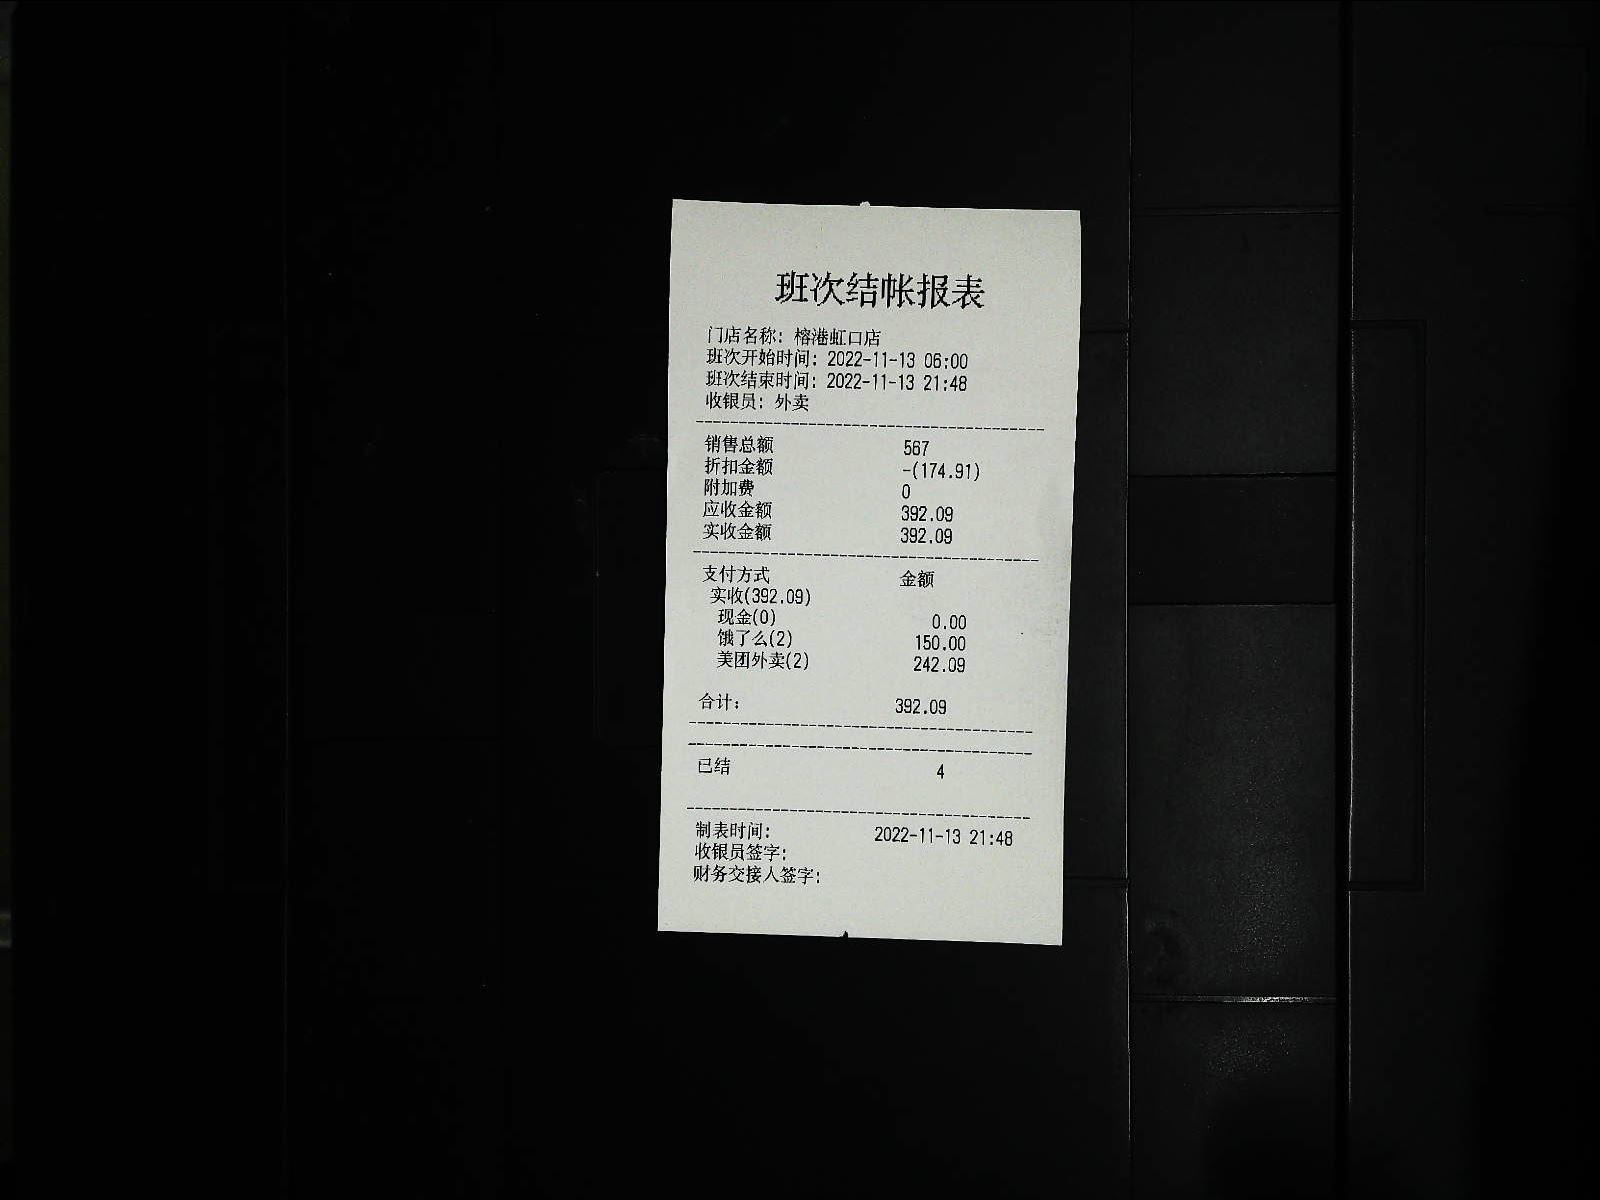 班次结帐报表
门店名称: 榕港虹口店
班次开始时间: 2022-11-13 06:00
班次结束时间: 2022-11-13 21:48
收银员: 外卖
销售总额 567
折扣金额 -(174.91)
附加费 0
应收金额 392.09
实收金额 392.09
支付方式 金额
实收(392.09)
现金(0) 0.00
饿了么(2) 150.00
美团外卖(2) 242.09
合计: 392.09
已结 4
制表时间: 2022-11-13 21:48
收银员签字:
财务交接人签字: